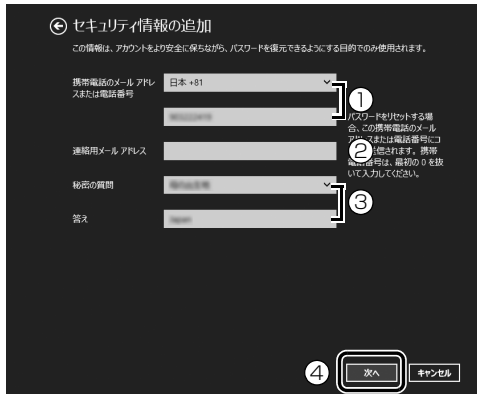 セキュリティ情報の追加
この情報は、アカウントをより安全に保ちながら、パスワードを復元できるようにする目的でのみ使用されます。
携帯電話のメール アドレ
スまたは電話番号
日本 +81
①
パスワードをリセットする場
合、この携帯電話のメール
スまたは電話番号にコ
信されます。携帯
号は、最初の 0 を抜
いて入力してください。
連絡用メール アドレス
②
秘密の質問
③
答え
④
次へ
キャンセル